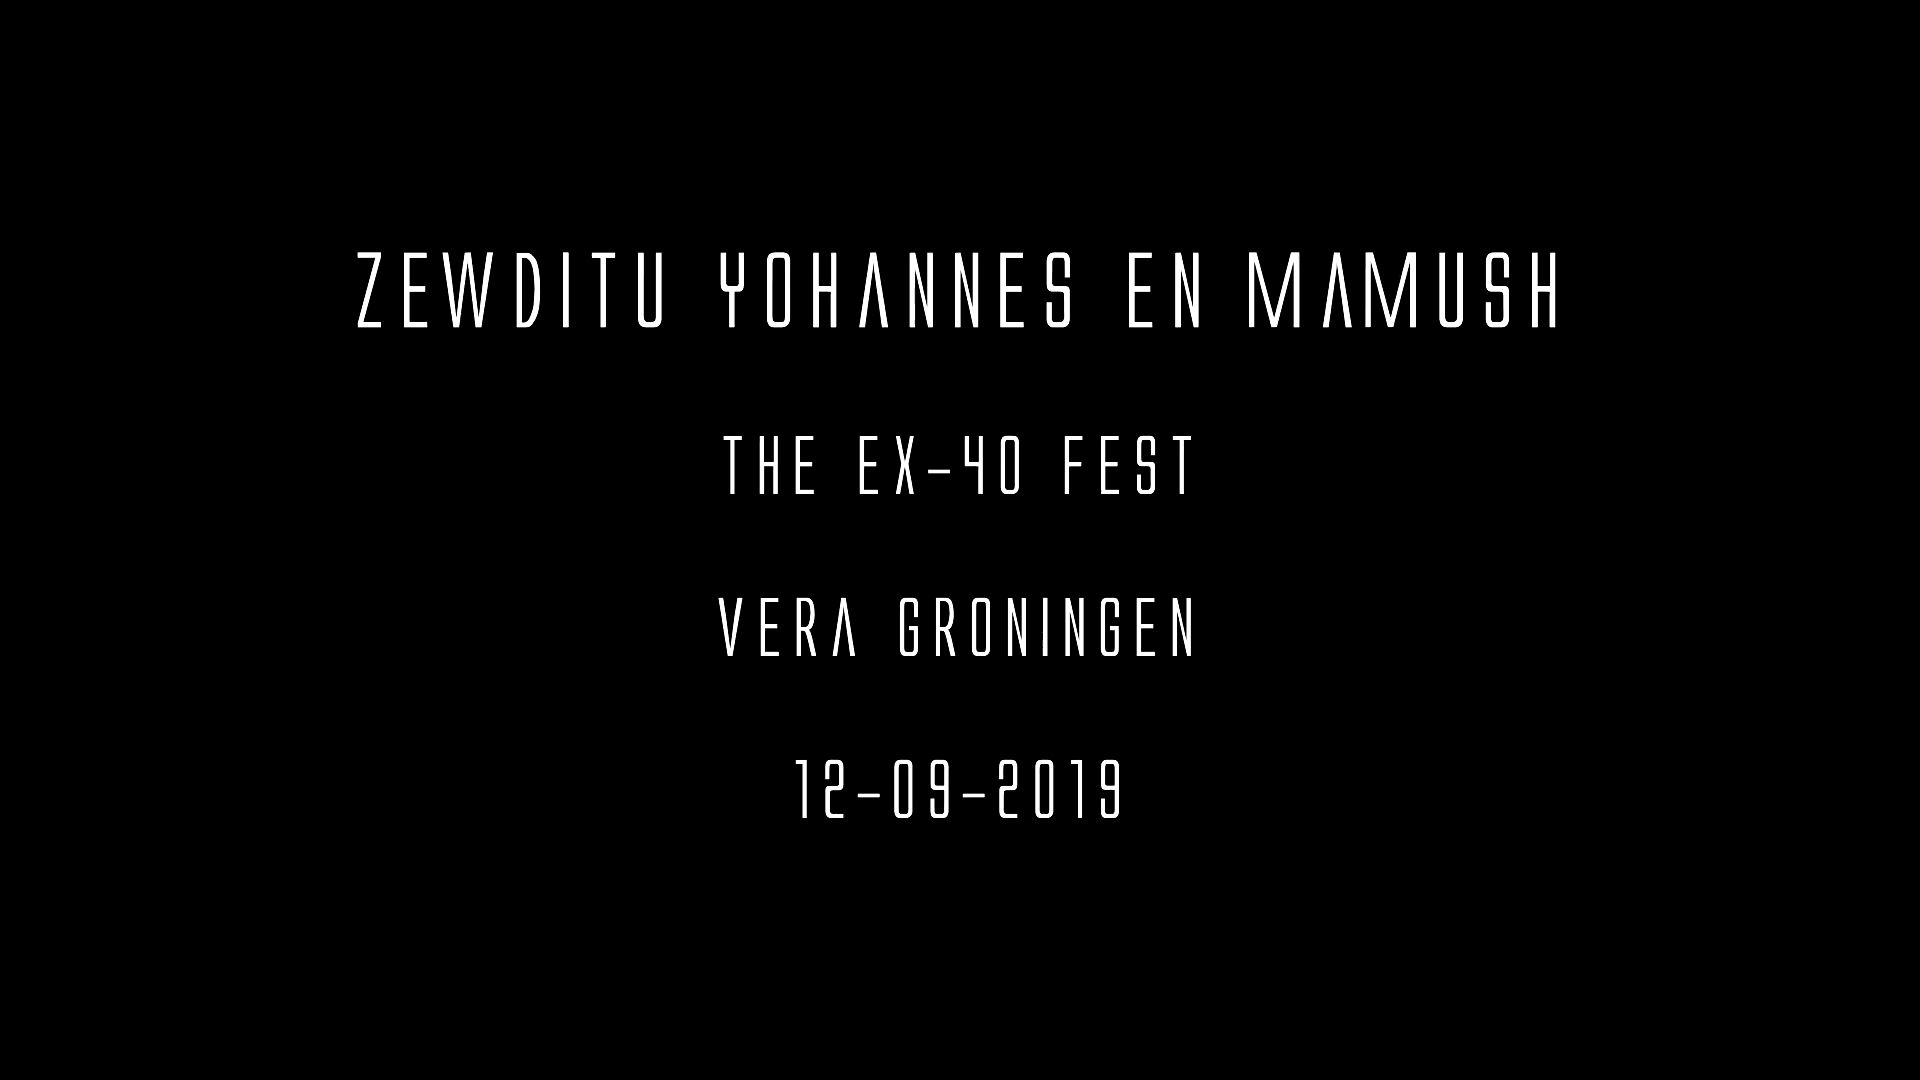 ZEWDITU YOHANNES EN MAMUSH
THE EX-40 FEST
VERA GRONINGEN
12-09-2019